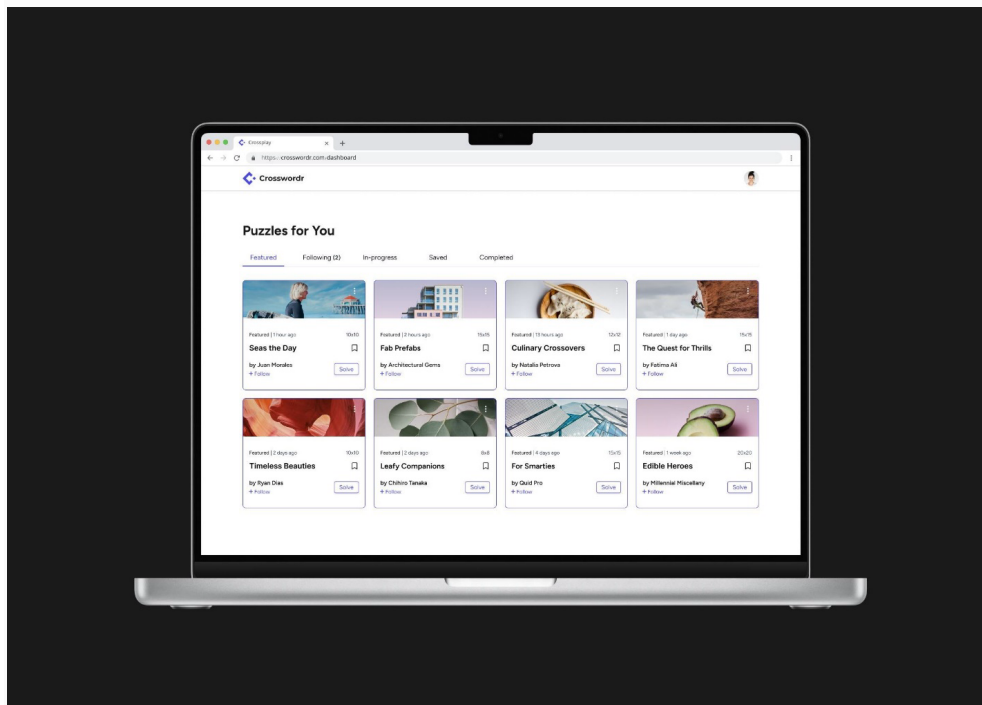 Crossplay x +
https://crosswordr.com/dashboard
Crosswordr
Puzzles for You
Featured Following (2) In-progress Saved Completed
Featured | 1 hour ago 10x10
Seas the Day
by Juan Morales
+ Follow
Solve
Featured | 2 hours ago 15x15
Fab Prefabs
by Architectural Gems
+ Follow
Solve
Featured | 13 hours ago 12x12
Culinary Crossovers
by Natalia Petrova
+ Follow
Solve
Featured | 1 day ago 15x15
The Quest for Thrills
by Fatima Ali
+ Follow
Solve
Featured | 2 days ago 10x10
Timeless Beauties
by Ryan Dias
+ Follow
Solve
Featured | 2 days ago 8x8
Leafy Companions
by Chihiro Tanaka
+ Follow
Solve
Featured | 4 days ago 15x15
For Smarties
by Quid Pro
+ Follow
Solve
Featured | 1 week ago 20x20
Edible Heroes
by Millennial Miscellany
+ Follow
Solve